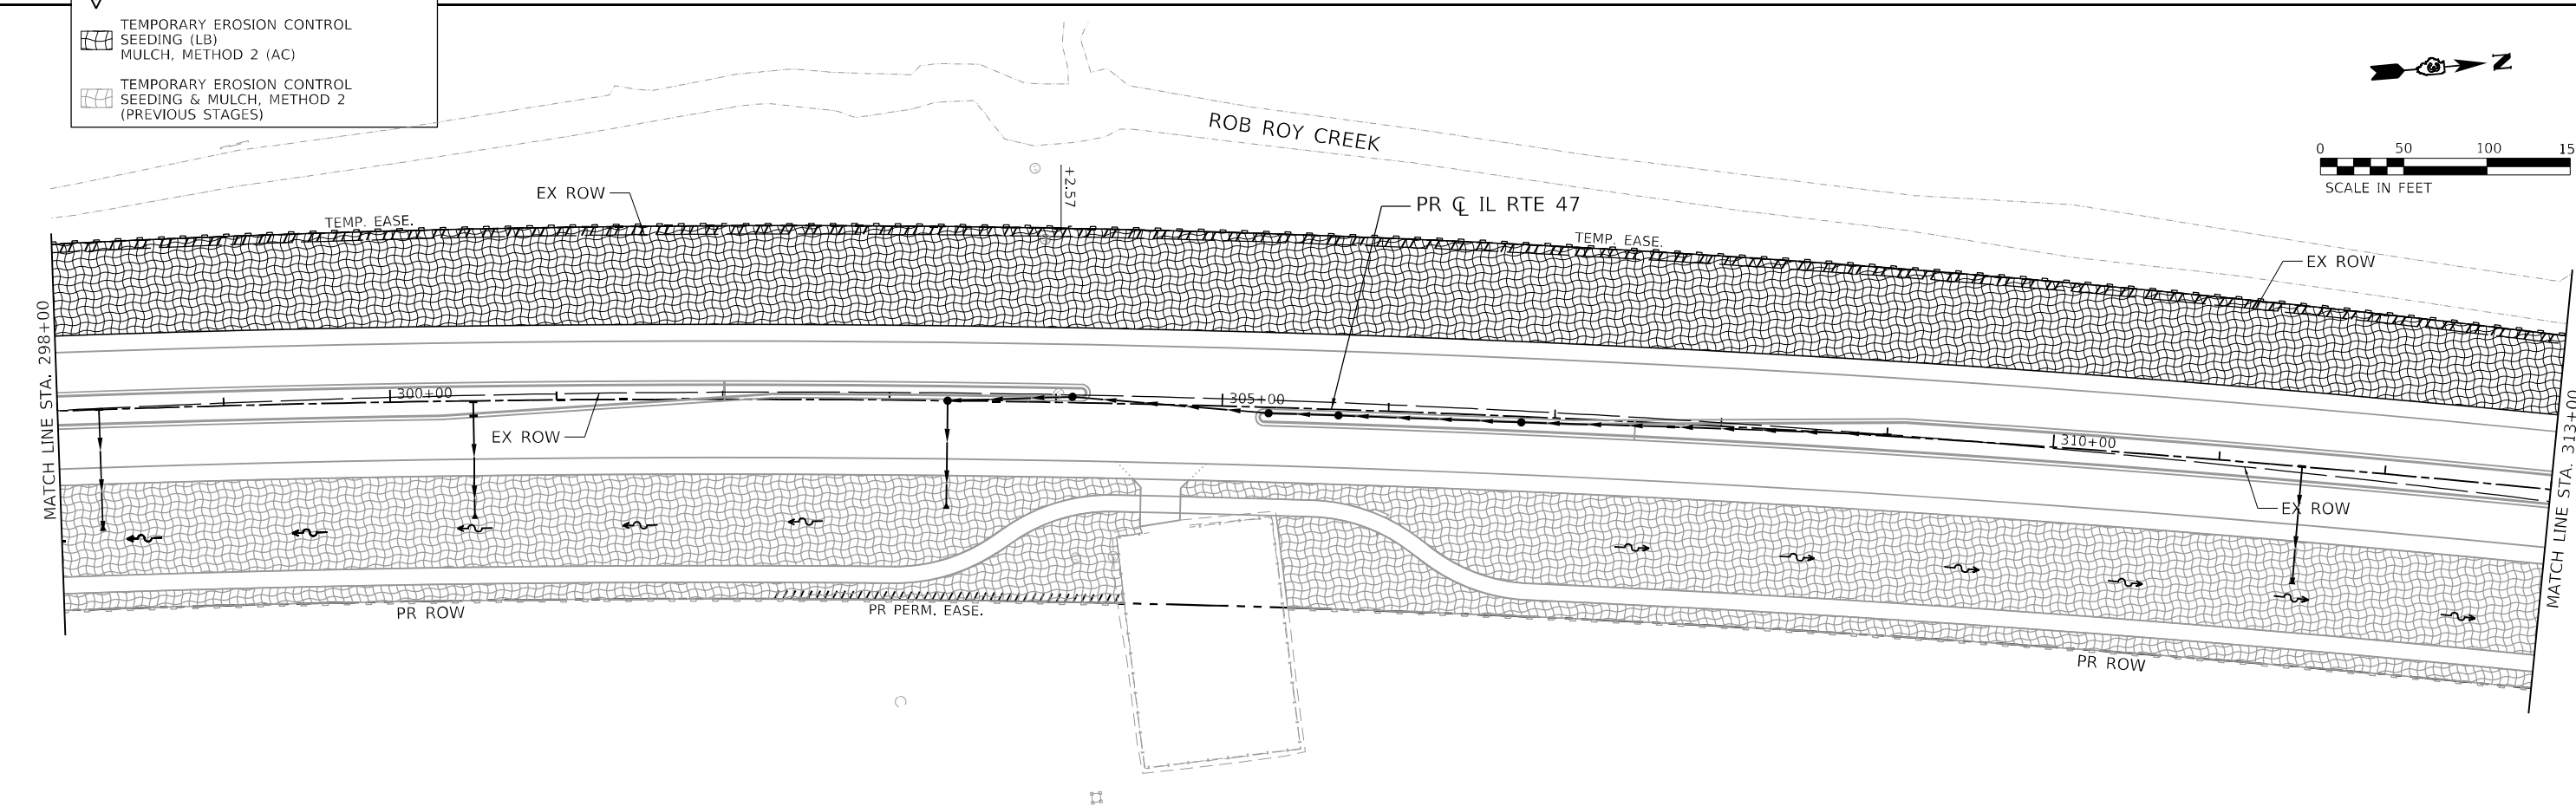 TEMPORARY EROSION CONTROL
SEEDING (LB)
MULCH, METHOD 2 (AC)
TEMPORARY EROSION CONTROL
SEEDING & MULCH, METHOD 2
(PREVIOUS STAGES)
N
0 50 100 15
SCALE IN FEET
ROB ROY CREEK
+2.57
EX ROW
TEMP. EASE.
PR ℄ IL RTE 47
TEMP. EASE.
EX ROW
MATCH LINE STA. 298+00
300+00
305+00
310+00
MATCH LINE STA. 313+00
EX ROW
EX ROW
PR ROW
PR PERM. EASE.
PR ROW